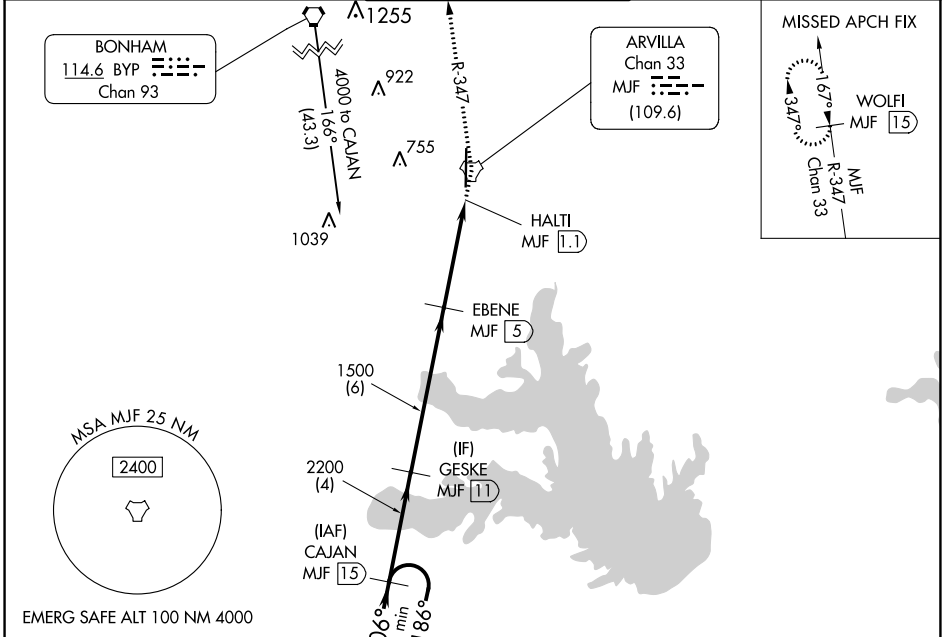 1255
BONHAM
114.6 BYP
Chan 93
4000 to CAJAN
166°
(43.3)
922
755
1039
R-347
ARVILLA
Chan 33
MJF
(109.6)
MISSED APCH FIX
167°
347°
WOLFI
MJF 15
MJF
R-347
Chan 33
HALTI
MJF 1.1
EBENE
MJF 5
1500
(6)
(IF)
GESKE
MJF 11
2200
(4)
(IAF)
CAJAN
MJF 15
min
186°
MSA MJF 25 NM
2400
EMERG SAFE ALT 100 NM 4000